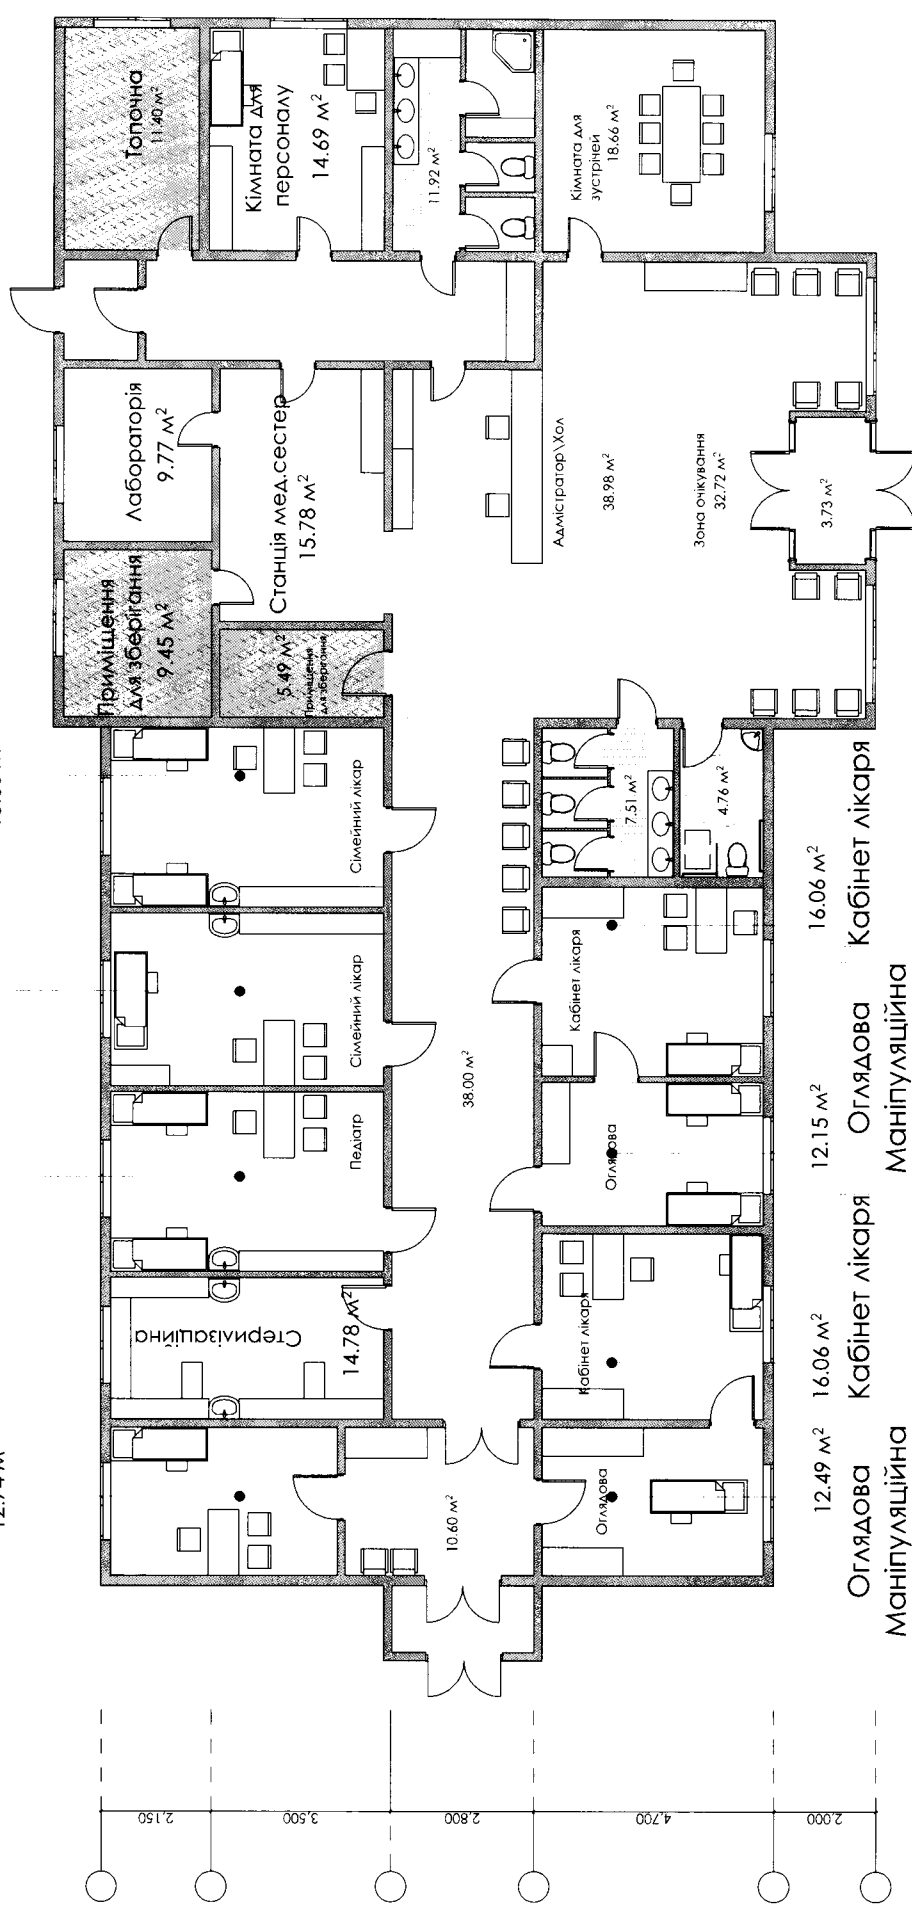 Топочна
11.40 м²
Кімната для
персоналу
14.69 м²
11.92 м²
Кімната для
зустрічей
18.66 м²
Лабораторія
9.77 м²
Станція мед.сестер
15.78 м²
Адмістратор\Хол
38.98 м²
Зона очікування
32.72 м²
3.73 м²
Приміщення
для зберігання
9.45 м²
5.49 м²
Приміщення
для зберігання
Сімейний лікар
Сімейний лікар
Педіатр
Стерилізаційна
14.78 м²
38.00 м²
7.51 м²
4.76 м²
Кабінет лікаря
Оглядова
Кабінет лікаря
Оглядова
10.60 м²
12.49 м²
16.06 м²
12.15 м²
16.06 м²
Оглядова
Маніпуляційна
Кабінет лікаря
Оглядова
Маніпуляційна
Кабінет лікаря
2,150
3,500
2,800
4,700
2,000